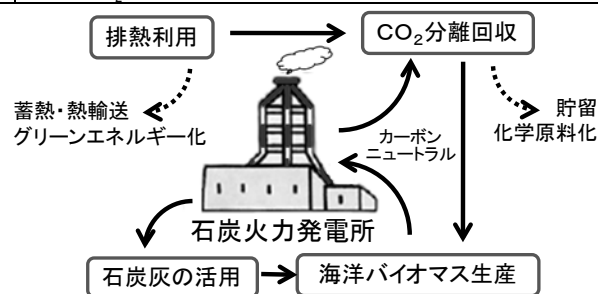 排熱利用
CO₂分離回収
蓄熱・熱輸送
グリーンエネルギー化
カーボン
ニュートラル
貯留
化学原料化
石炭火力発電所
石炭灰の活用
海洋バイオマス生産